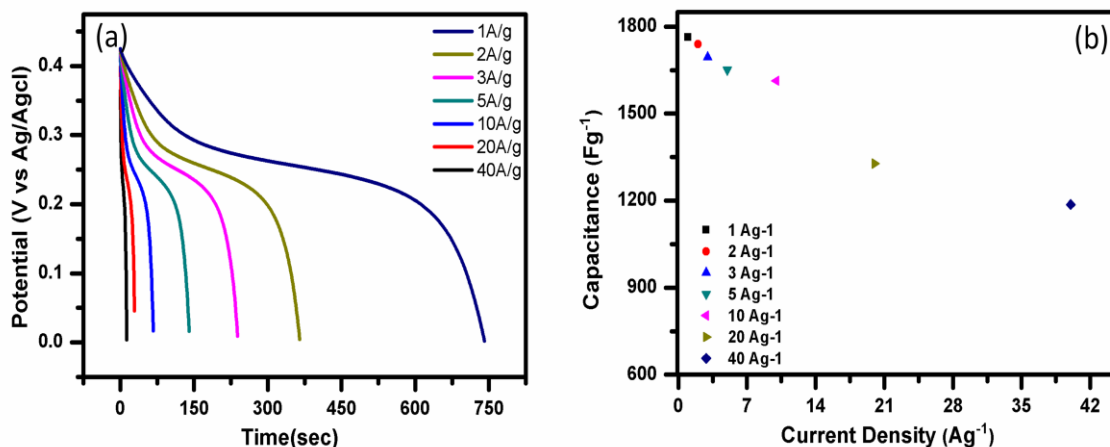 (a)
1A/g
2A/g
3A/g
5A/g
10A/g
20A/g
40A/g
0.4
0.3
0.2
0.1
0.0
Potential (V vs Ag/Agcl)
0 150 300 450 600 750
Time(sec)
(b)
1800
1500
1200
900
600
Capacitance (Fg⁻¹)
1 Ag-1
2 Ag-1
3 Ag-1
5 Ag-1
10 Ag-1
20 Ag-1
40 Ag-1
0 7 14 21 28 35 42
Current Density (Ag⁻¹)